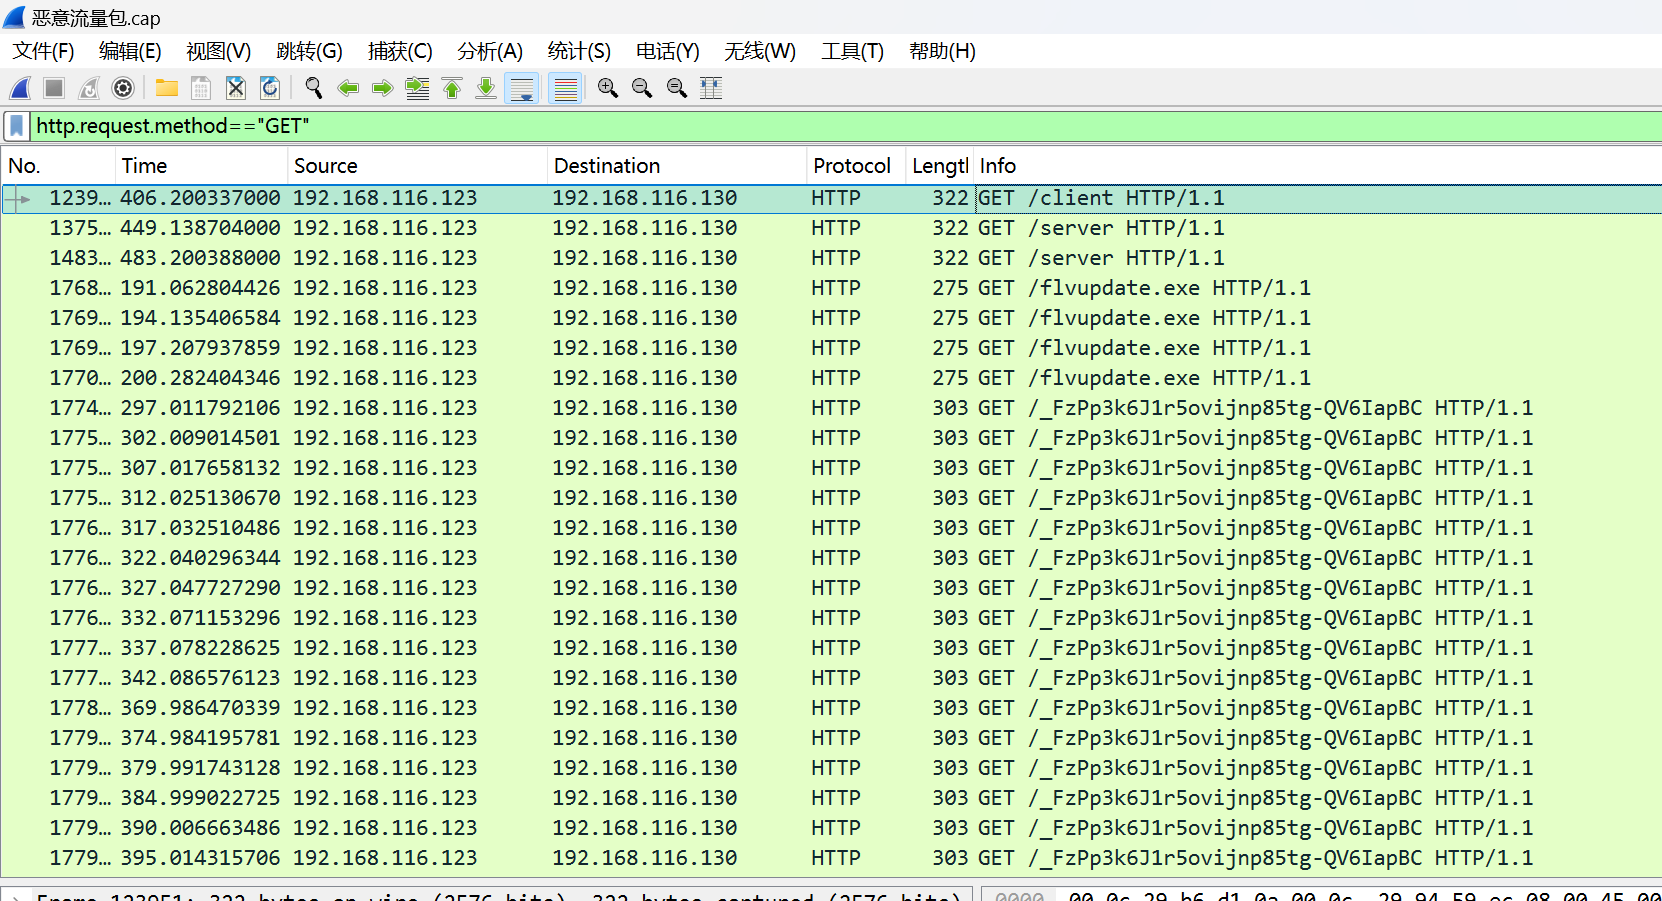 恶意流量包.cap
文件(F) 编辑(E) 视图(V) 跳转(G) 捕获(C) 分析(A) 统计(S) 电话(Y) 无线(W) 工具(T) 帮助(H)
http.request.method=="GET"
No. Time Source Destination Protocol Lengtl Info
1239… 406.200337000 192.168.116.123 192.168.116.130 HTTP 322 GET /client HTTP/1.1
1375… 449.138704000 192.168.116.123 192.168.116.130 HTTP 322 GET /server HTTP/1.1
1483… 483.200388000 192.168.116.123 192.168.116.130 HTTP 322 GET /server HTTP/1.1
1768… 191.062804426 192.168.116.123 192.168.116.130 HTTP 275 GET /flvupdate.exe HTTP/1.1
1769… 194.135406584 192.168.116.123 192.168.116.130 HTTP 275 GET /flvupdate.exe HTTP/1.1
1769… 197.207937859 192.168.116.123 192.168.116.130 HTTP 275 GET /flvupdate.exe HTTP/1.1
1770… 200.282404346 192.168.116.123 192.168.116.130 HTTP 275 GET /flvupdate.exe HTTP/1.1
1774… 297.011792106 192.168.116.123 192.168.116.130 HTTP 303 GET /_FzPp3k6J1r5ovijnp85tg-QV6IapBC HTTP/1.1
1775… 302.009014501 192.168.116.123 192.168.116.130 HTTP 303 GET /_FzPp3k6J1r5ovijnp85tg-QV6IapBC HTTP/1.1
1775… 307.017658132 192.168.116.123 192.168.116.130 HTTP 303 GET /_FzPp3k6J1r5ovijnp85tg-QV6IapBC HTTP/1.1
1775… 312.025130670 192.168.116.123 192.168.116.130 HTTP 303 GET /_FzPp3k6J1r5ovijnp85tg-QV6IapBC HTTP/1.1
1776… 317.032510486 192.168.116.123 192.168.116.130 HTTP 303 GET /_FzPp3k6J1r5ovijnp85tg-QV6IapBC HTTP/1.1
1776… 322.040296344 192.168.116.123 192.168.116.130 HTTP 303 GET /_FzPp3k6J1r5ovijnp85tg-QV6IapBC HTTP/1.1
1776… 327.047727290 192.168.116.123 192.168.116.130 HTTP 303 GET /_FzPp3k6J1r5ovijnp85tg-QV6IapBC HTTP/1.1
1776… 332.071153296 192.168.116.123 192.168.116.130 HTTP 303 GET /_FzPp3k6J1r5ovijnp85tg-QV6IapBC HTTP/1.1
1777… 337.078228625 192.168.116.123 192.168.116.130 HTTP 303 GET /_FzPp3k6J1r5ovijnp85tg-QV6IapBC HTTP/1.1
1777… 342.086576123 192.168.116.123 192.168.116.130 HTTP 303 GET /_FzPp3k6J1r5ovijnp85tg-QV6IapBC HTTP/1.1
1778… 369.986470339 192.168.116.123 192.168.116.130 HTTP 303 GET /_FzPp3k6J1r5ovijnp85tg-QV6IapBC HTTP/1.1
1779… 374.984195781 192.168.116.123 192.168.116.130 HTTP 303 GET /_FzPp3k6J1r5ovijnp85tg-QV6IapBC HTTP/1.1
1779… 379.991743128 192.168.116.123 192.168.116.130 HTTP 303 GET /_FzPp3k6J1r5ovijnp85tg-QV6IapBC HTTP/1.1
1779… 384.999022725 192.168.116.123 192.168.116.130 HTTP 303 GET /_FzPp3k6J1r5ovijnp85tg-QV6IapBC HTTP/1.1
1779… 390.006663486 192.168.116.123 192.168.116.130 HTTP 303 GET /_FzPp3k6J1r5ovijnp85tg-QV6IapBC HTTP/1.1
1779… 395.014315706 192.168.116.123 192.168.116.130 HTTP 303 GET /_FzPp3k6J1r5ovijnp85tg-QV6IapBC HTTP/1.1